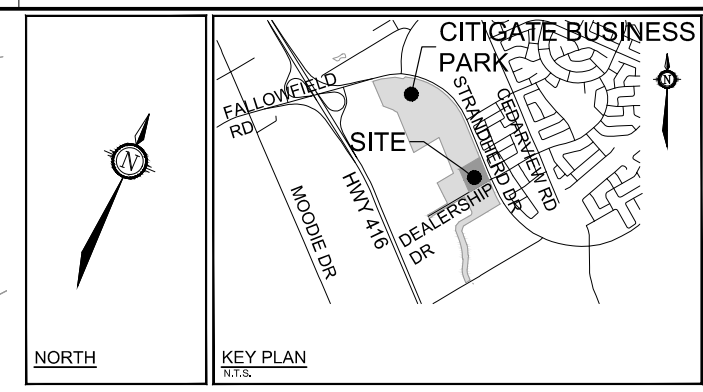 N
NORTH
CITIGATE BUSINESS
PARK
N
FALLOWFIELD
RD
STRANDHERD DR
CEDARVIEW RD
SITE
HWY 416
MOODIE DR
DEALERSHIP
DR
KEY PLAN
N.T.S.